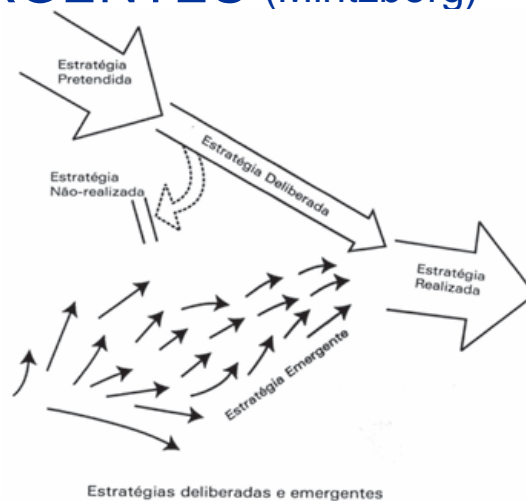 (Mintzberg)
Estratégia
Pretendida
Estratégia Deliberada
Estratégia
Não-realizada
Estratégia
Realizada
Estratégia Emergente
Estratégias deliberadas e emergentes